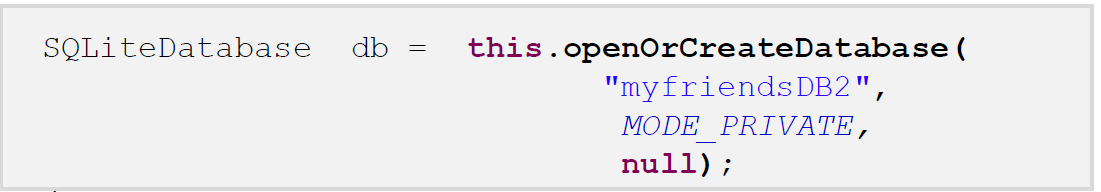 SQLiteDatabase db = this.openOrCreateDatabase(
"myfriendsDB2",
MODE_PRIVATE,
null);